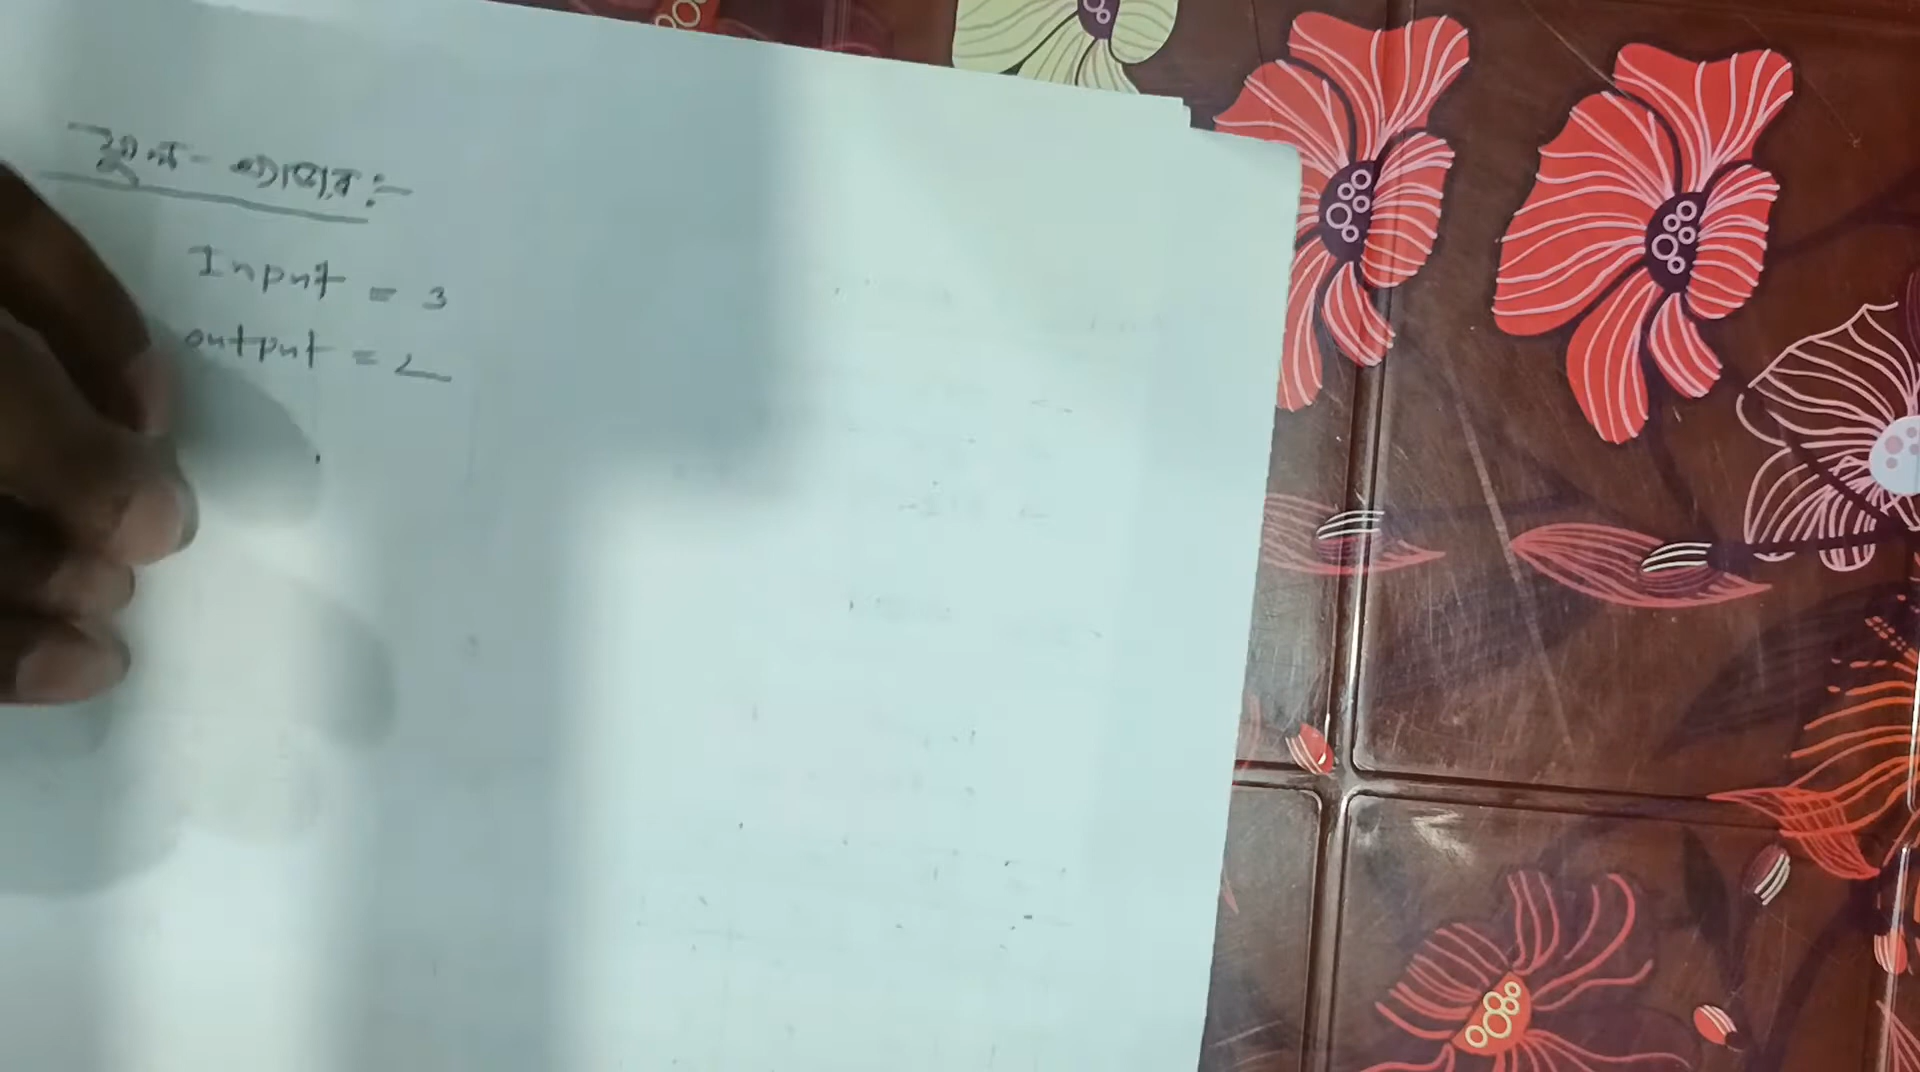 পূর্ণ-অ্যাডার :-
Input = 3
output = 2